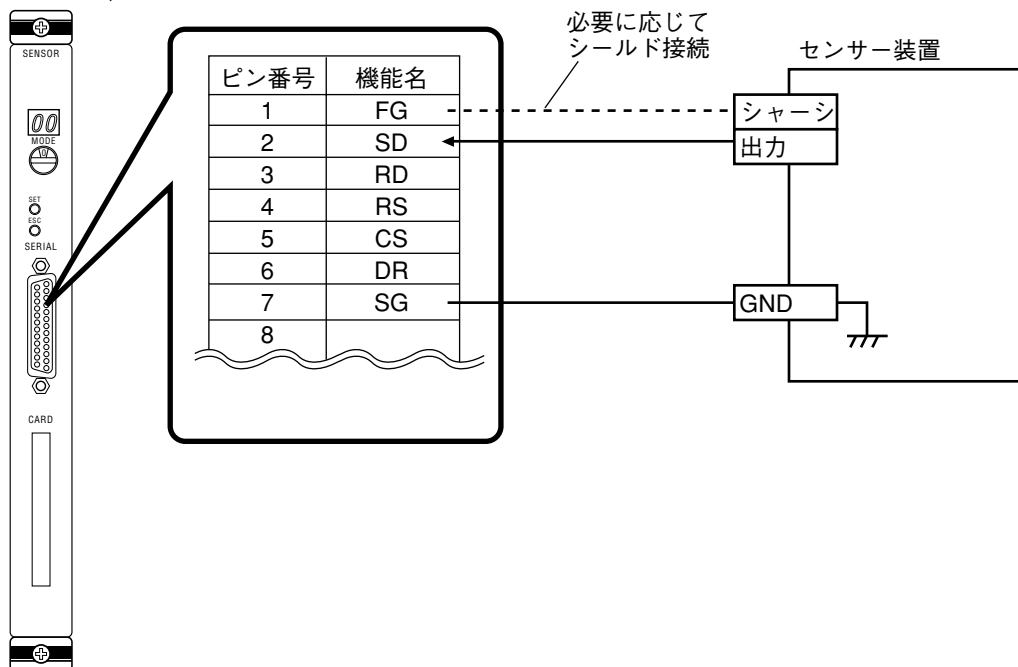 SENSOR
00
MODE
0
SET
ESC
SERIAL
CARD
ピン番号 機能名
1 FG
2 SD
3 RD
4 RS
5 CS
6 DR
7 SG
8
必要に応じて
シールド接続
センサー装置
シャーシ
出力
GND